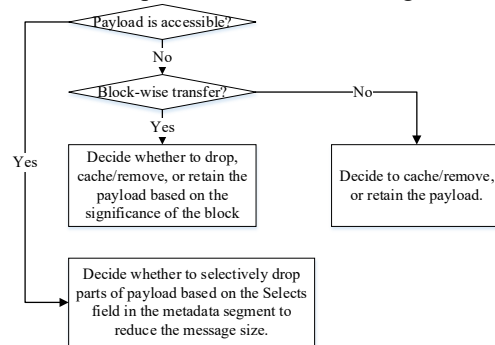 Payload is accessible?
No
Block-wise transfer?
No
Yes
Yes
Decide whether to drop,
cache/remove, or retain the
payload based on the
significance of the block
Decide to cache/remove,
or retain the payload.
Decide whether to selectively drop
parts of payload based on the Selects
field in the metadata segment to
reduce the message size.